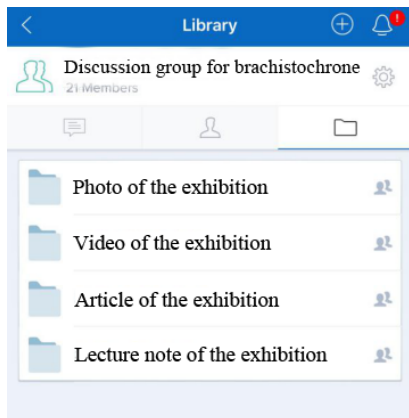 Library
!
Discussion group for brachistochrone
21 Members
Photo of the exhibition
Video of the exhibition
Article of the exhibition
Lecture note of the exhibition